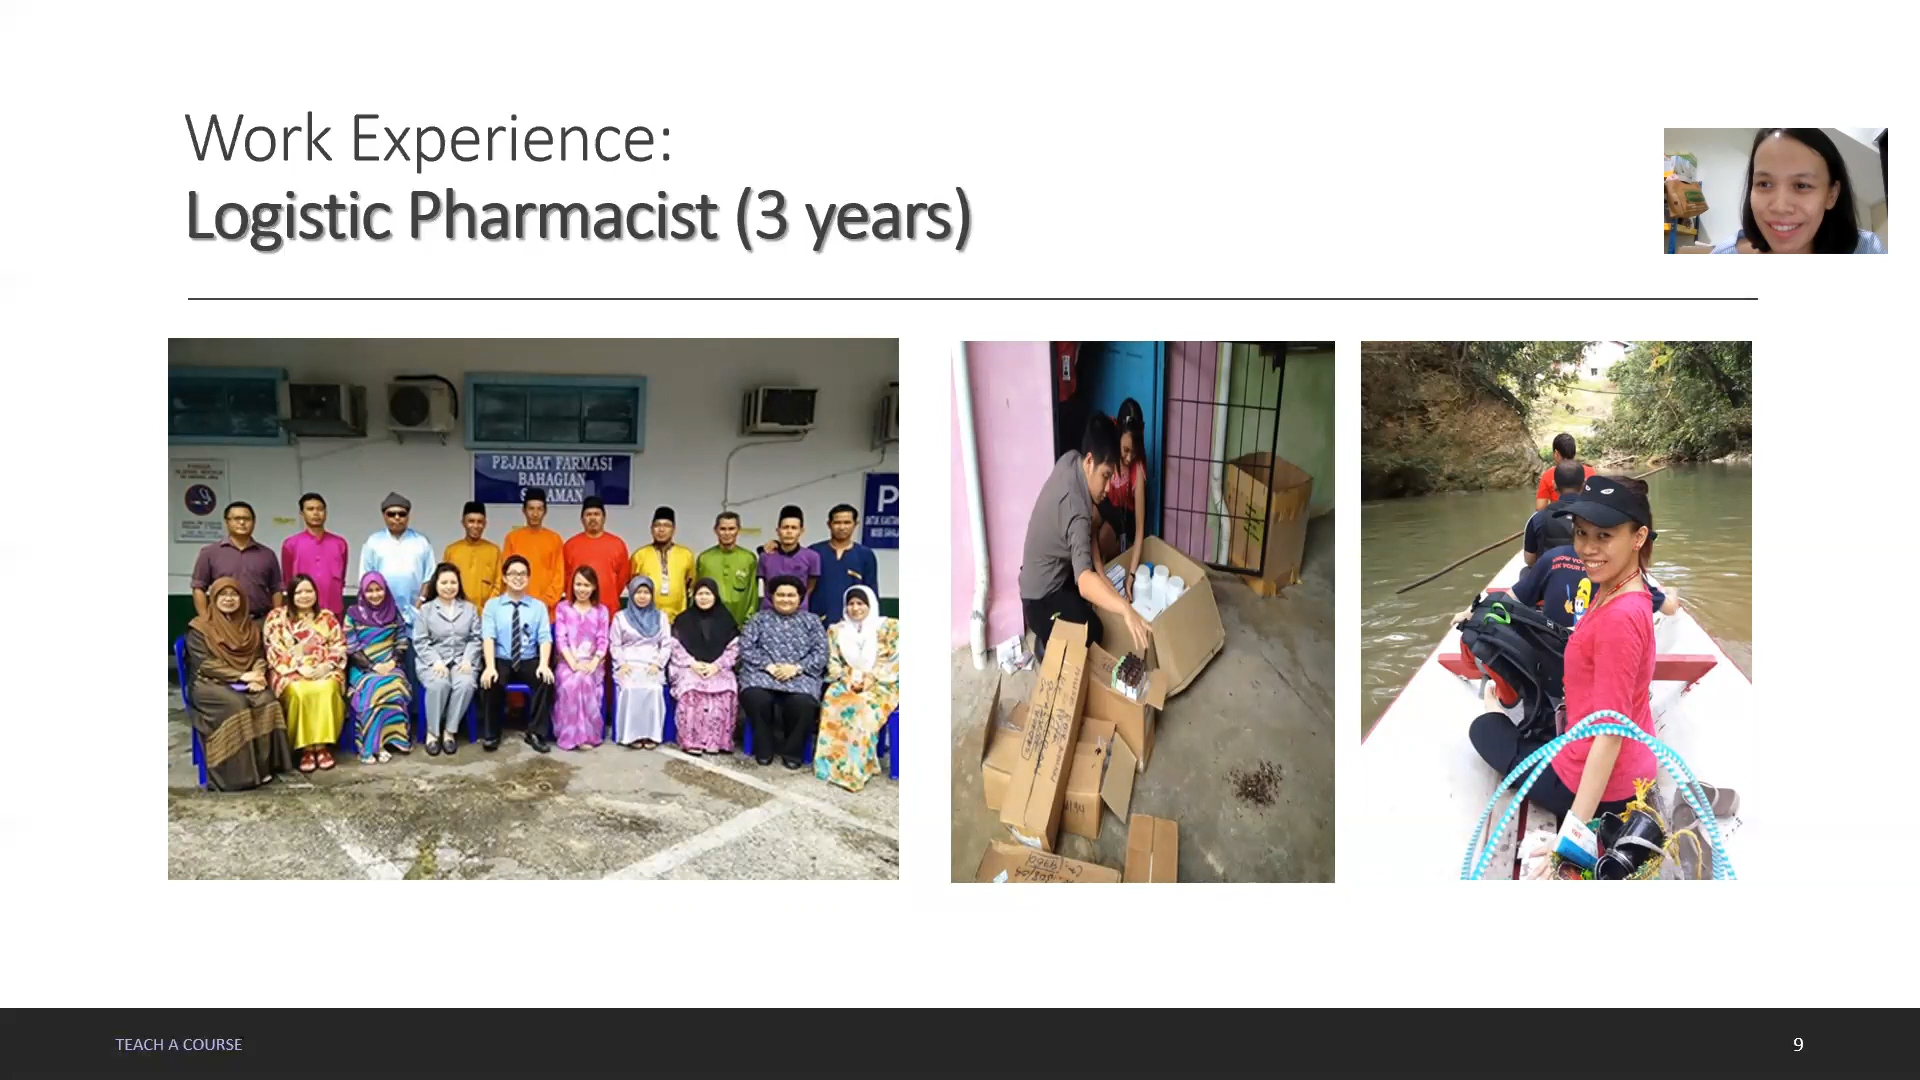 Work Experience:
Logistic Pharmacist (3 years)
PEJABAT FARMASI
BAHAGIAN
P
TEACH A COURSE
9